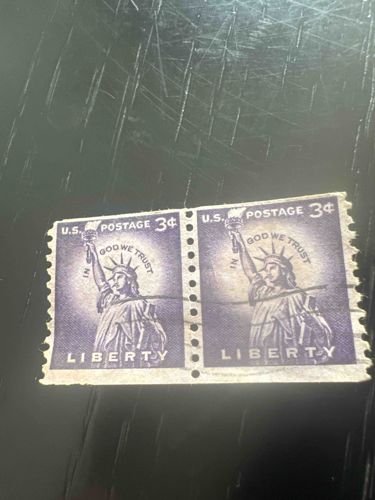 U.S. POSTAGE 3¢
IN GOD WE TRUST
LIBERTY
U.S. POSTAGE 3¢
IN GOD WE TRUST
LIBERTY